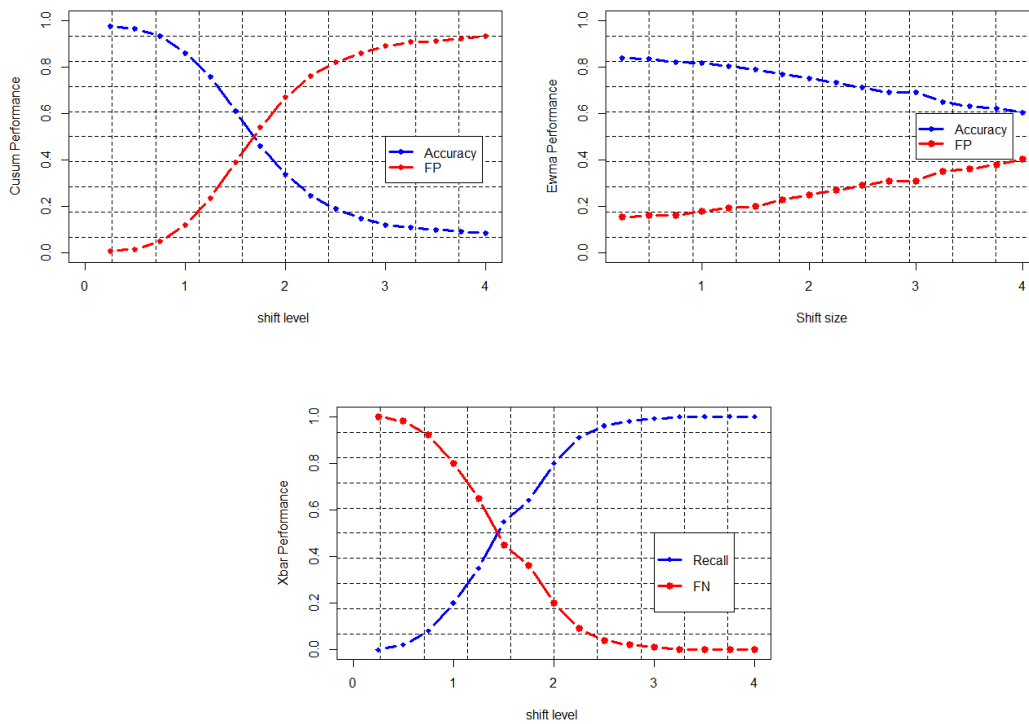 Cusum Performance
0.0 0.2 0.4 0.6 0.8 1.0
Accuracy
FP
0 1 2 3 4
shift level
Ewma Performance
0.0 0.2 0.4 0.6 0.8 1.0
Accuracy
FP
1 2 3 4
Shift size
Xbar Performance
0.0 0.2 0.4 0.6 0.8 1.0
Recall
FN
0 1 2 3 4
shift level